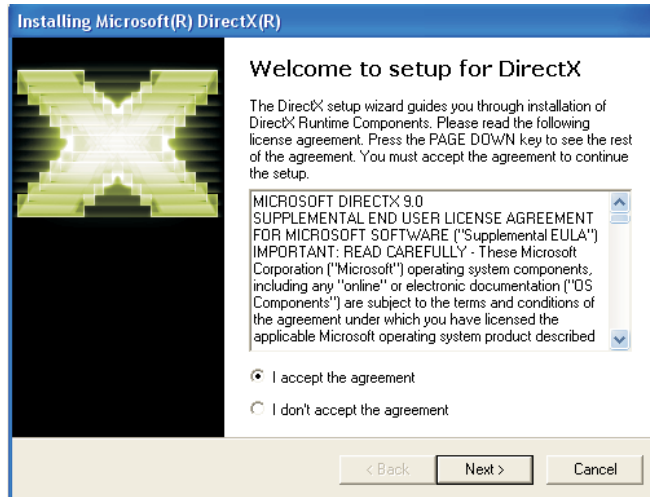 Installing Microsoft(R) DirectX(R)
Welcome to setup for DirectX
The DirectX setup wizard guides you through installation of
DirectX Runtime Components. Please read the following
license agreement. Press the PAGE DOWN key to see the rest
of the agreement. You must accept the agreement to continue
the setup.
MICROSOFT DIRECTX 9.0
SUPPLEMENTAL END USER LICENSE AGREEMENT
FOR MICROSOFT SOFTWARE ("Supplemental EULA")
IMPORTANT: READ CAREFULLY - These Microsoft
Corporation ("Microsoft") operating system components,
including any "online" or electronic documentation ("OS
Components") are subject to the terms and conditions of
the agreement under which you have licensed the
applicable Microsoft operating system product described
I accept the agreement
I don't accept the agreement
< Back Next > Cancel